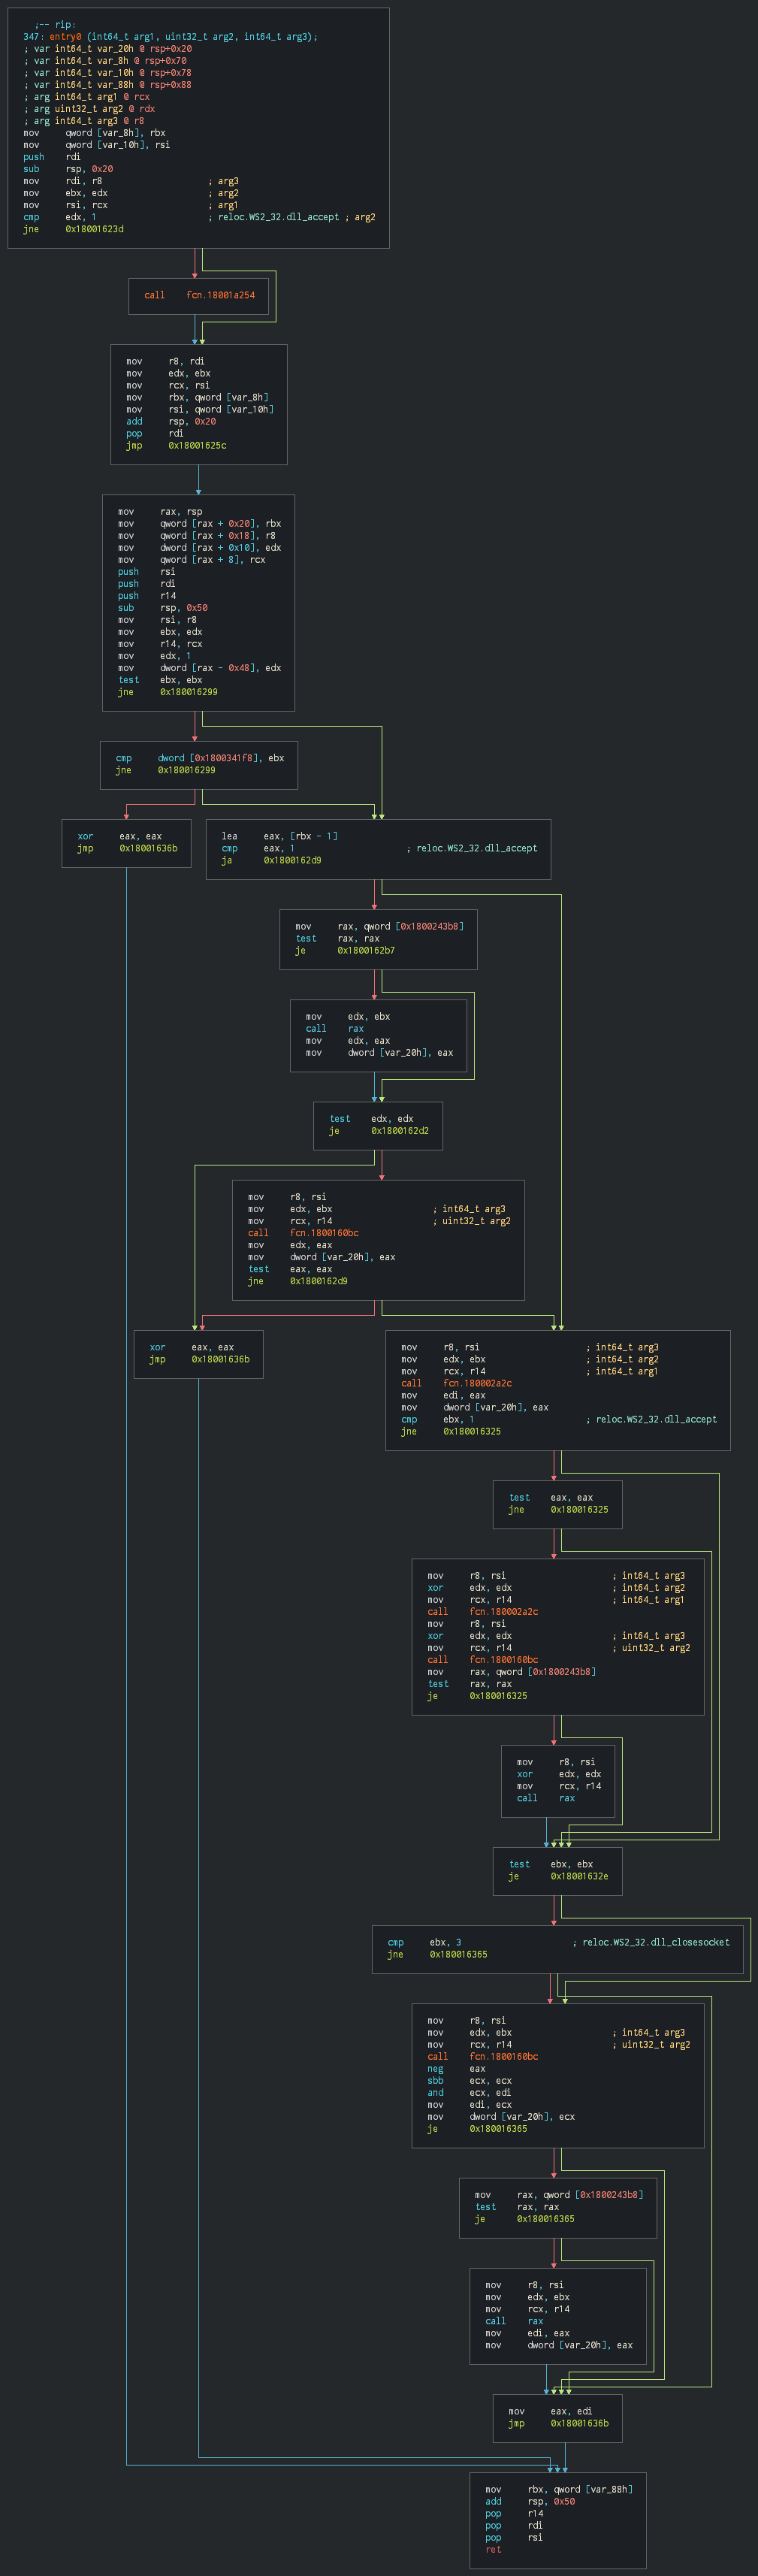 ;-- rip:
347: entry0 (int64_t arg1, uint32_t arg2, int64_t arg3);
; var int64_t var_20h @ rsp+0x20
; var int64_t var_8h @ rsp+0x70
; var int64_t var_10h @ rsp+0x78
; var int64_t var_88h @ rsp+0x88
; arg int64_t arg1 @ rcx
; arg uint32_t arg2 @ rdx
; arg int64_t arg3 @ r8
mov qword [var_8h], rbx
mov qword [var_10h], rsi
push rdi
sub rsp, 0x20
mov rdi, r8 ; arg3
mov ebx, edx ; arg2
mov rsi, rcx ; arg1
cmp edx, 1 ; reloc.WS2_32.dll_accept ; arg2
jne 0x18001623d
call fcn.18001a254
mov r8, rdi
mov edx, ebx
mov rcx, rsi
mov rbx, qword [var_8h]
mov rsi, qword [var_10h]
add rsp, 0x20
pop rdi
jmp 0x18001625c
mov rax, rsp
mov qword [rax + 0x20], rbx
mov qword [rax + 0x18], r8
mov dword [rax + 0x10], edx
mov qword [rax + 8], rcx
push rsi
push rdi
push r14
sub rsp, 0x50
mov rsi, r8
mov ebx, edx
mov r14, rcx
mov edx, 1
mov dword [rax - 0x48], edx
test ebx, ebx
jne 0x180016299
cmp dword [0x1800341f8], ebx
jne 0x180016299
xor eax, eax
jmp 0x18001636b
lea eax, [rbx - 1]
cmp eax, 1 ; reloc.WS2_32.dll_accept
ja 0x1800162d9
mov rax, qword [0x1800243b8]
test rax, rax
je 0x1800162b7
mov edx, ebx
call rax
mov edx, eax
mov dword [var_20h], eax
test edx, edx
je 0x1800162d2
mov r8, rsi
mov edx, ebx ; int64_t arg3
mov rcx, r14 ; uint32_t arg2
call fcn.1800160bc
mov edx, eax
mov dword [var_20h], eax
test eax, eax
jne 0x1800162d9
xor eax, eax
jmp 0x18001636b
mov r8, rsi ; int64_t arg3
mov edx, ebx ; int64_t arg2
mov rcx, r14 ; int64_t arg1
call fcn.180002a2c
mov edi, eax
mov dword [var_20h], eax
cmp ebx, 1 ; reloc.WS2_32.dll_accept
jne 0x180016325
test eax, eax
jne 0x180016325
mov r8, rsi ; int64_t arg3
xor edx, edx ; int64_t arg2
mov rcx, r14 ; int64_t arg1
call fcn.180002a2c
mov r8, rsi
xor edx, edx ; int64_t arg3
mov rcx, r14 ; uint32_t arg2
call fcn.1800160bc
mov rax, qword [0x1800243b8]
test rax, rax
je 0x180016325
mov r8, rsi
xor edx, edx
mov rcx, r14
call rax
test ebx, ebx
je 0x18001632e
cmp ebx, 3 ; reloc.WS2_32.dll_closesocket
jne 0x180016365
mov r8, rsi
mov edx, ebx ; int64_t arg3
mov rcx, r14 ; uint32_t arg2
call fcn.1800160bc
neg eax
sbb ecx, ecx
and ecx, edi
mov edi, ecx
mov dword [var_20h], ecx
je 0x180016365
mov rax, qword [0x1800243b8]
test rax, rax
je 0x180016365
mov r8, rsi
mov edx, ebx
mov rcx, r14
call rax
mov edi, eax
mov dword [var_20h], eax
mov eax, edi
jmp 0x18001636b
mov rbx, qword [var_88h]
add rsp, 0x50
pop r14
pop rdi
pop rsi
ret